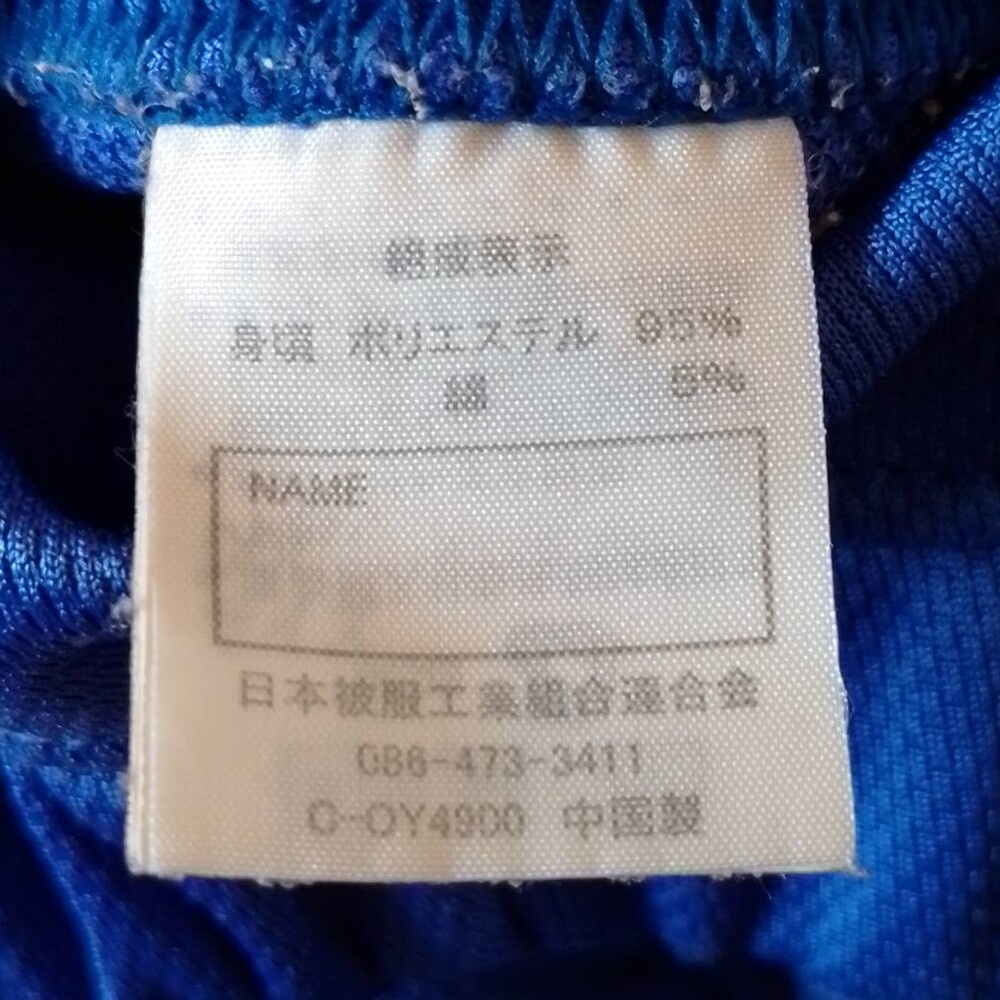 組成表示
身頃 ポリエステル 95%
綿 5%
NAME
日本被服工業組合連合会
086-473-3411
C-OY4900 中国製